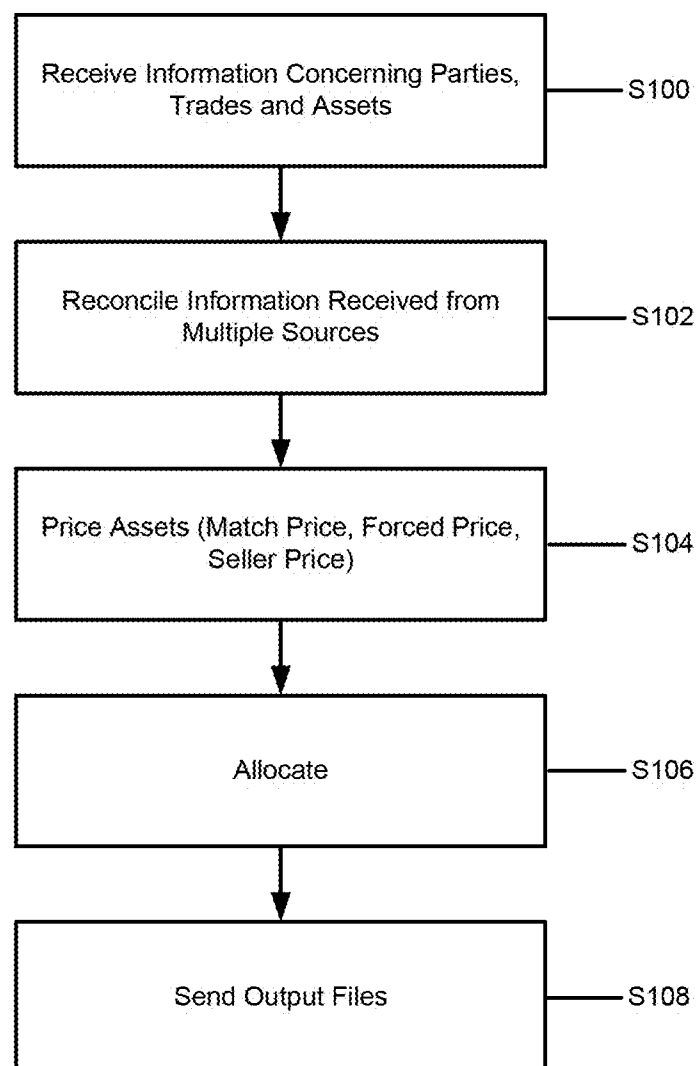 Receive Information Concerning Parties,
Trades and Assets
S100
Reconcile Information Received from
Multiple Sources
S102
Price Assets (Match Price, Forced Price,
Seller Price)
S104
Allocate
S106
Send Output Files
S108